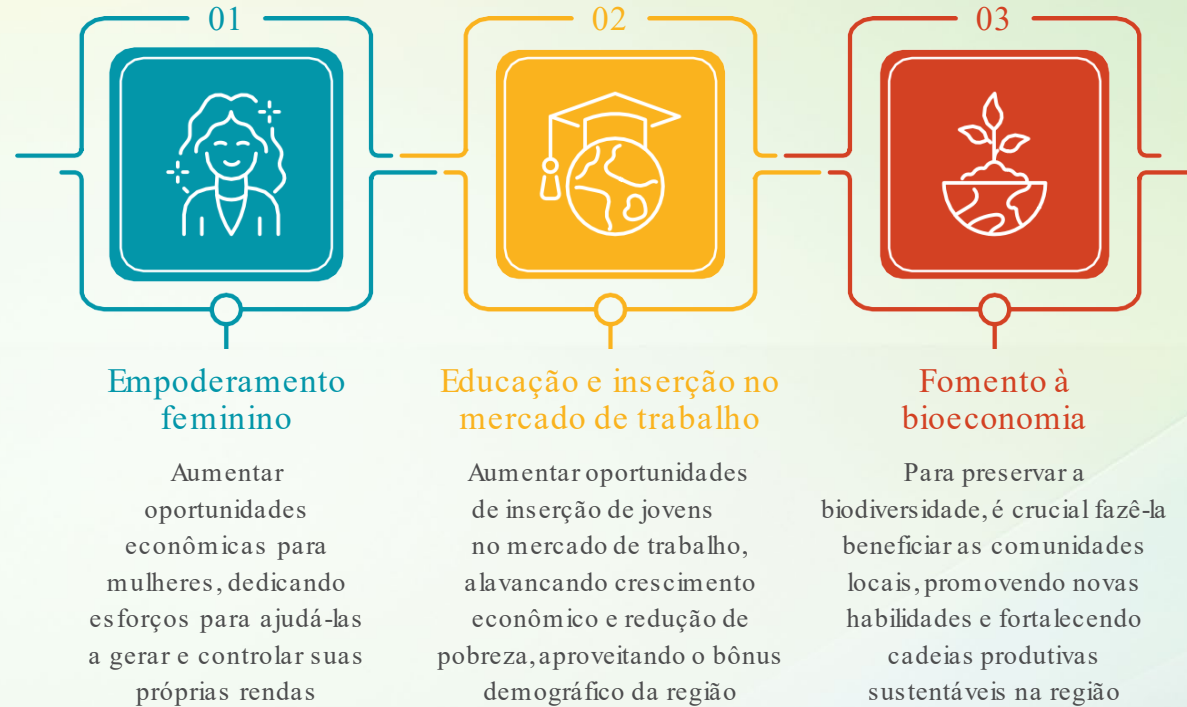 01
Empoderamento
feminino
Aumentar
oportunidades
econômicas para
mulheres, dedicando
esforços para ajudá-las
a gerar e controlar suas
próprias rendas
02
Educação e inserção no
mercado de trabalho
Aumentar oportunidades
de inserção de jovens
no mercado de trabalho,
alavancando crescimento
econômico e redução de
pobreza, aproveitando o bônus
demográfico da região
03
Fomento à
bioeconomia
Para preservar a
biodiversidade, é crucial fazê-la
beneficiar as comunidades
locais, promovendo novas
habilidades e fortalecendo
cadeias produtivas
sustentáveis na região